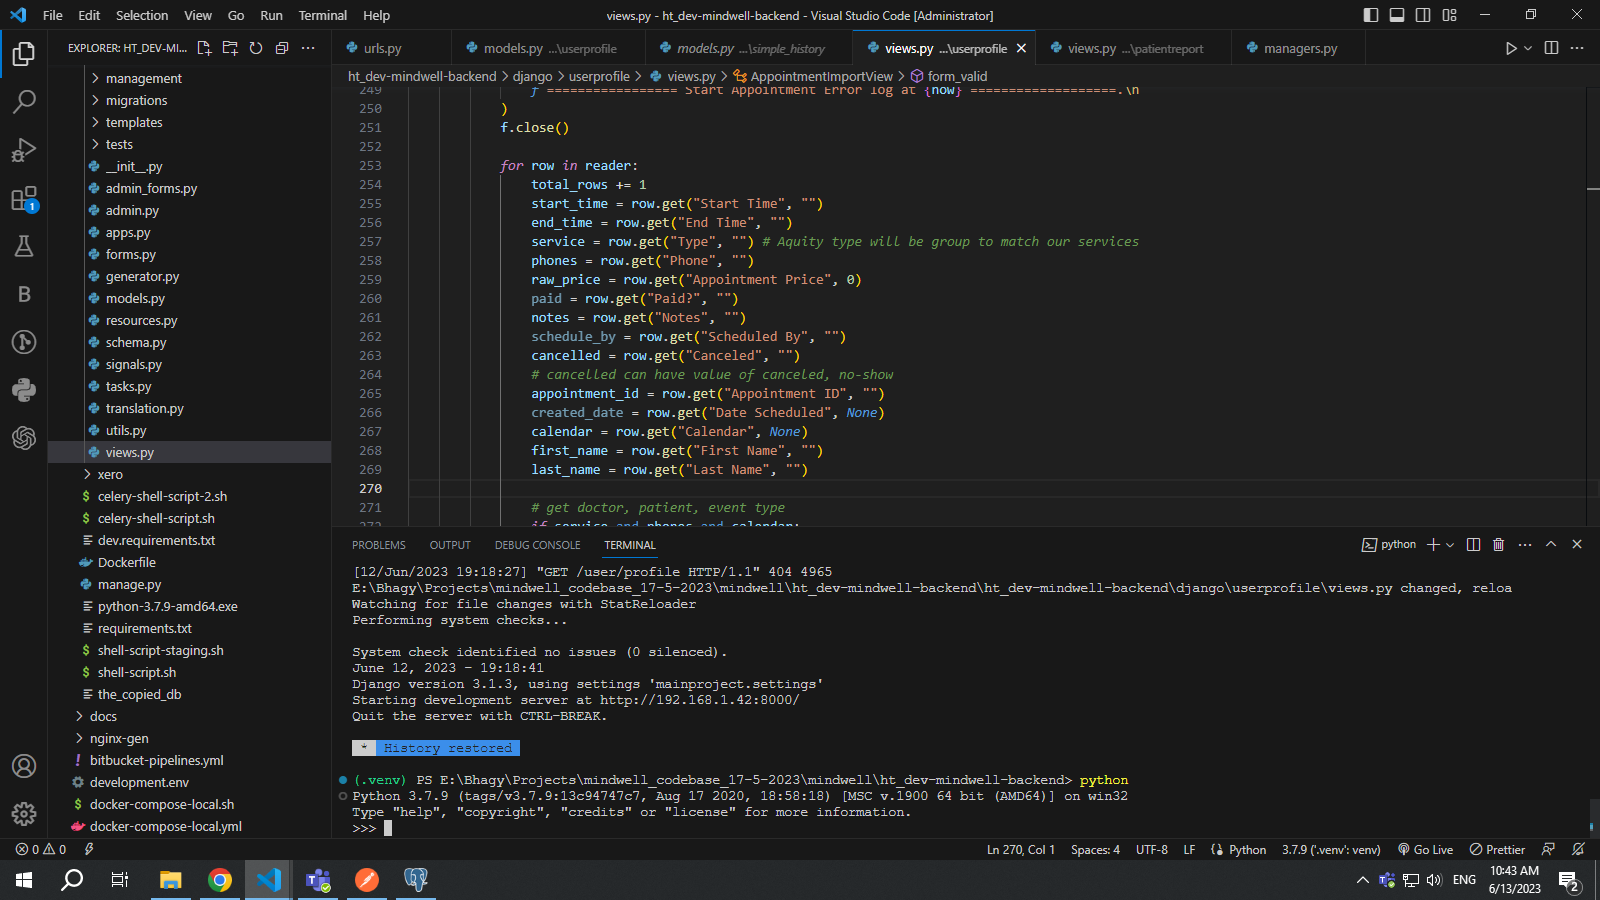 File Edit Selection View Go Run Terminal Help
views.py - ht_dev-mindwell-backend - Visual Studio Code [Administrator]
EXPLORER: HT_DEV-MI...
urls.py
models.py ...\userprofile
models.py ...\simple_history
views.py ...\userprofile
views.py ...\patientreport
managers.py
ht_dev-mindwell-backend > django > userprofile > views.py > AppointmentImportView > form_valid
management
migrations
templates
tests
__init__.py
admin_forms.py
admin.py
apps.py
forms.py
generator.py
models.py
resources.py
schema.py
signals.py
tasks.py
translation.py
utils.py
views.py
xero
celery-shell-script-2.sh
celery-shell-script.sh
dev.requirements.txt
Dockerfile
manage.py
python-3.7.9-amd64.exe
requirements.txt
shell-script-staging.sh
shell-script.sh
the_copied_db
docs
nginx-gen
bitbucket-pipelines.yml
development.env
docker-compose-local.sh
docker-compose-local.yml
249 f ================= Start Appointment Error log at {now} ===================.\n
250 )
251 f.close()
252
253 for row in reader:
254 total_rows += 1
255 start_time = row.get("Start Time", "")
256 end_time = row.get("End Time", "")
257 service = row.get("Type", "") # Aquity type will be group to match our services
258 phones = row.get("Phone", "")
259 raw_price = row.get("Appointment Price", 0)
260 paid = row.get("Paid?", "")
261 notes = row.get("Notes", "")
262 schedule_by = row.get("Scheduled By", "")
263 cancelled = row.get("Canceled", "")
264 # cancelled can have value of canceled, no-show
265 appointment_id = row.get("Appointment ID", "")
266 created_date = row.get("Date Scheduled", None)
267 calendar = row.get("Calendar", None)
268 first_name = row.get("First Name", "")
269 last_name = row.get("Last Name", "")
270
271 # get doctor, patient, event type
272 if service and phones and calendar:
PROBLEMS OUTPUT DEBUG CONSOLE TERMINAL
python
[12/Jun/2023 19:18:27] "GET /user/profile HTTP/1.1" 404 4965
E:\Bhagy\Projects\mindwell_codebase_17-5-2023\mindwell\ht_dev-mindwell-backend\ht_dev-mindwell-backend\django\userprofile\views.py changed, reloa
Watching for file changes with StatReloader
Performing system checks...
System check identified no issues (0 silenced).
June 12, 2023 - 19:18:41
Django version 3.1.3, using settings 'mainproject.settings'
Starting development server at http://192.168.1.42:8000/
Quit the server with CTRL-BREAK.
* History restored
(.venv) PS E:\Bhagy\Projects\mindwell_codebase_17-5-2023\mindwell\ht_dev-mindwell-backend> python
Python 3.7.9 (tags/v3.7.9:13c94747c7, Aug 17 2020, 18:58:18) [MSC v.1900 64 bit (AMD64)] on win32
Type "help", "copyright", "credits" or "license" for more information.
>>>
0 0
Ln 270, Col 1 Spaces: 4 UTF-8 LF Python 3.7.9 ('.venv': venv) Go Live Prettier
ENG
10:43 AM
6/13/2023
2